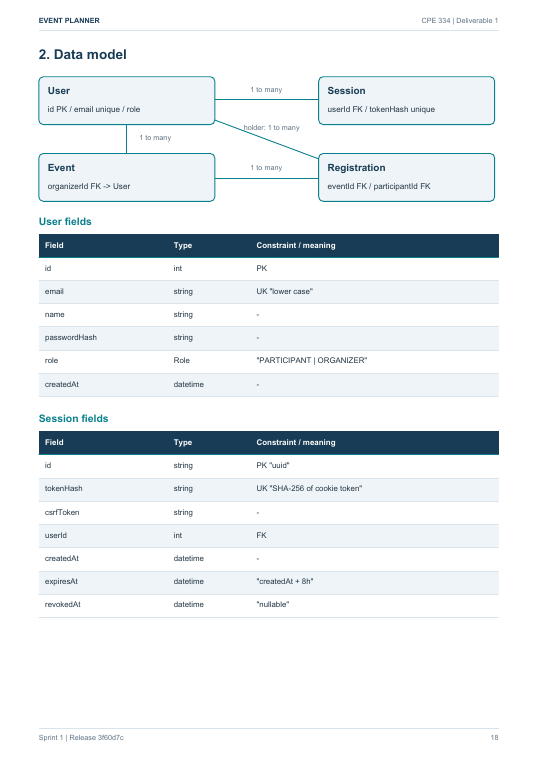 EVENT PLANNER CPE 334 | Deliverable 1
2. Data model
User
id PK / email unique / role
1 to many
Session
userId FK / tokenHash unique
holder: 1 to many
1 to many
Event
organizerId FK -> User
1 to many
Registration
eventId FK / participantId FK
User fields
Field Type Constraint / meaning
id int PK
email string UK "lower case"
name string -
passwordHash string -
role Role "PARTICIPANT | ORGANIZER"
createdAt datetime -
Session fields
Field Type Constraint / meaning
id string PK "uuid"
tokenHash string UK "SHA-256 of cookie token"
csrfToken string -
userId int FK
createdAt datetime -
expiresAt datetime "createdAt + 8h"
revokedAt datetime "nullable"
Sprint 1 | Release 3f60d7c 18